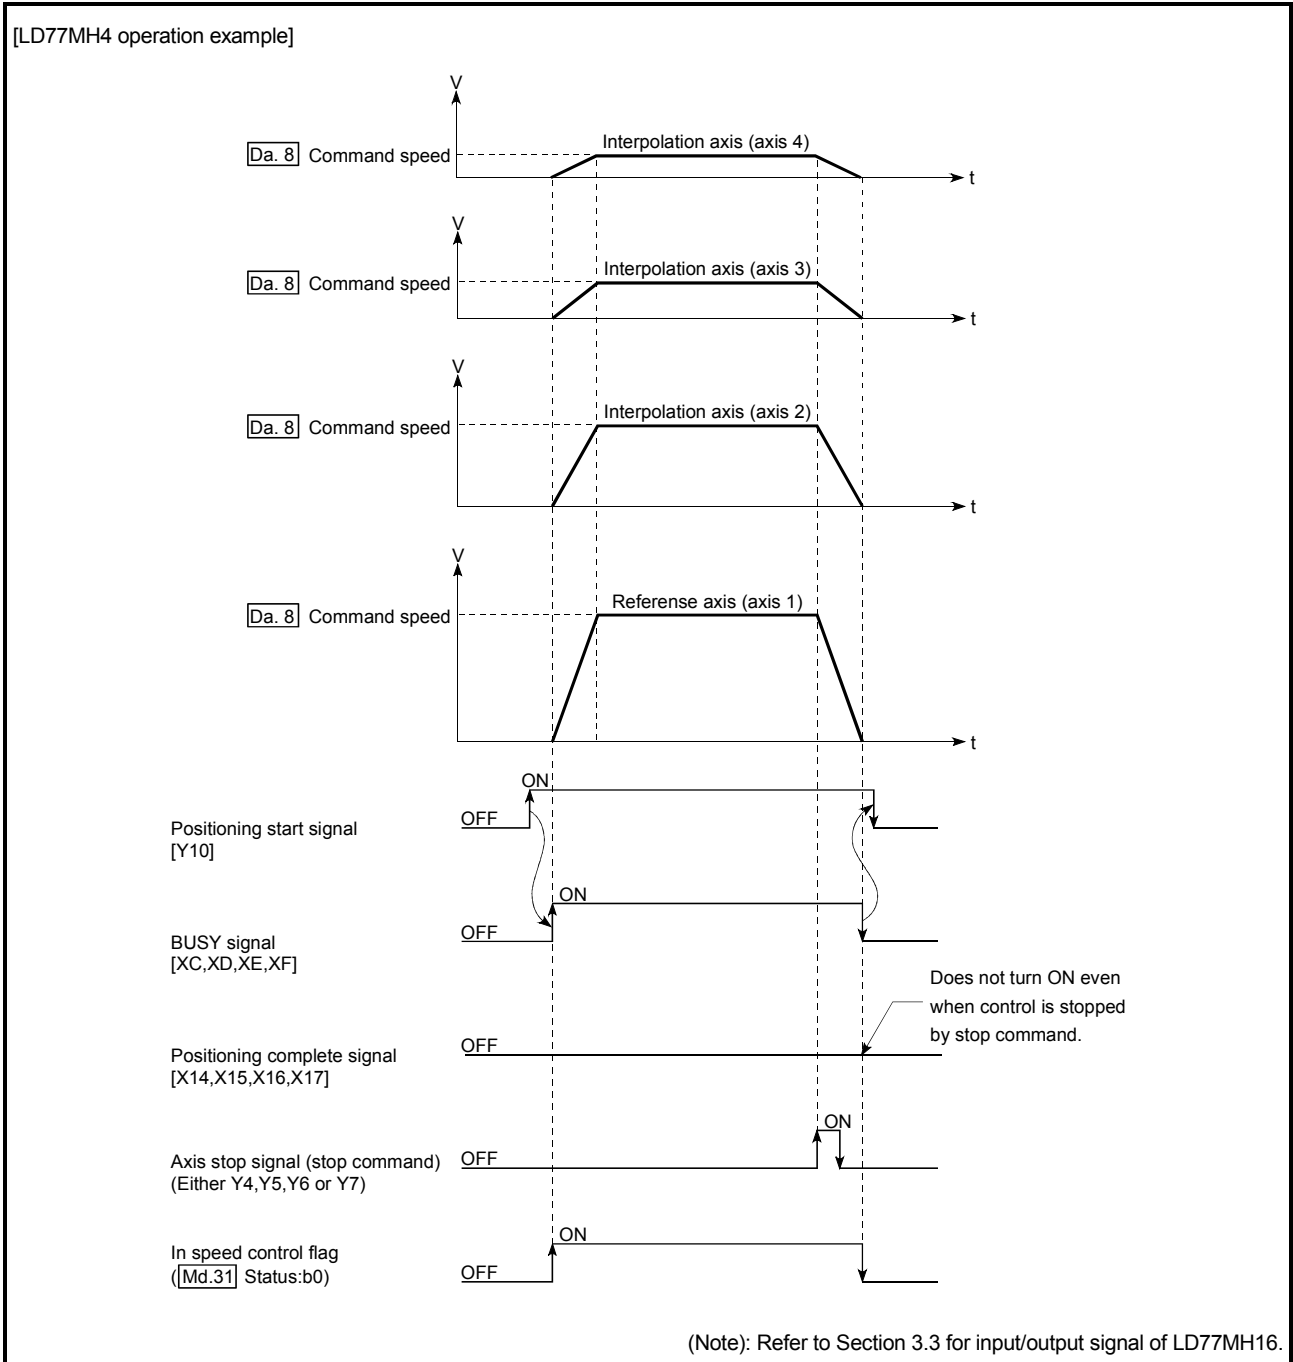 [LD77MH4 operation example]
V
Interpolation axis (axis 4)
Da. 8 Command speed
t
V
Interpolation axis (axis 3)
Da. 8 Command speed
t
V
Interpolation axis (axis 2)
Da. 8 Command speed
t
V
Referense axis (axis 1)
Da. 8 Command speed
t
ON
OFF
Positioning start signal
[Y10]
ON
OFF
BUSY signal
[XC,XD,XE,XF]
Does not turn ON even
when control is stopped
by stop command.
OFF
Positioning complete signal
[X14,X15,X16,X17]
ON
OFF
Axis stop signal (stop command)
(Either Y4,Y5,Y6 or Y7)
ON
In speed control flag
(Md.31 Status:b0)
OFF
(Note): Refer to Section 3.3 for input/output signal of LD77MH16.